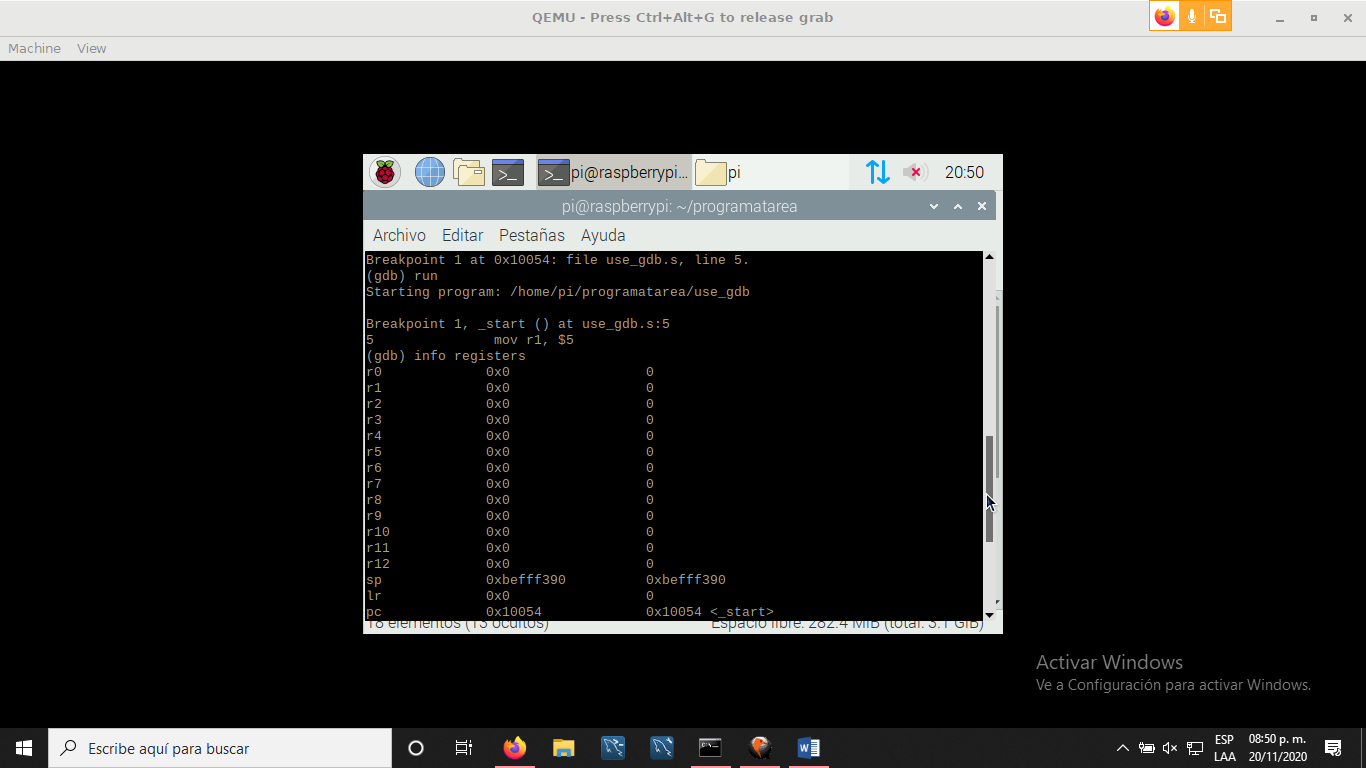 QEMU - Press Ctrl+Alt+G to release grab
Machine View
pi@raspberrypi... pi 20:50
pi@raspberrypi: ~/programatarea
Archivo Editar Pestañas Ayuda
Breakpoint 1 at 0x10054: file use_gdb.s, line 5.
(gdb) run
Starting program: /home/pi/programatarea/use_gdb
Breakpoint 1, _start () at use_gdb.s:5
5 mov r1, $5
(gdb) info registers
r0 0x0 0
r1 0x0 0
r2 0x0 0
r3 0x0 0
r4 0x0 0
r5 0x0 0
r6 0x0 0
r7 0x0 0
r8 0x0 0
r9 0x0 0
r10 0x0 0
r11 0x0 0
r12 0x0 0
sp 0xbefff390 0xbefff390
lr 0x0 0
pc 0x10054 0x10054 <_start>
18 elementos (13 ocultos) Espacio libre: 282.4 MiB (total: 3.1 GiB)
Activar Windows
Ve a Configuración para activar Windows.
Escribe aquí para buscar
ESP 08:50 p. m.
LAA 20/11/2020